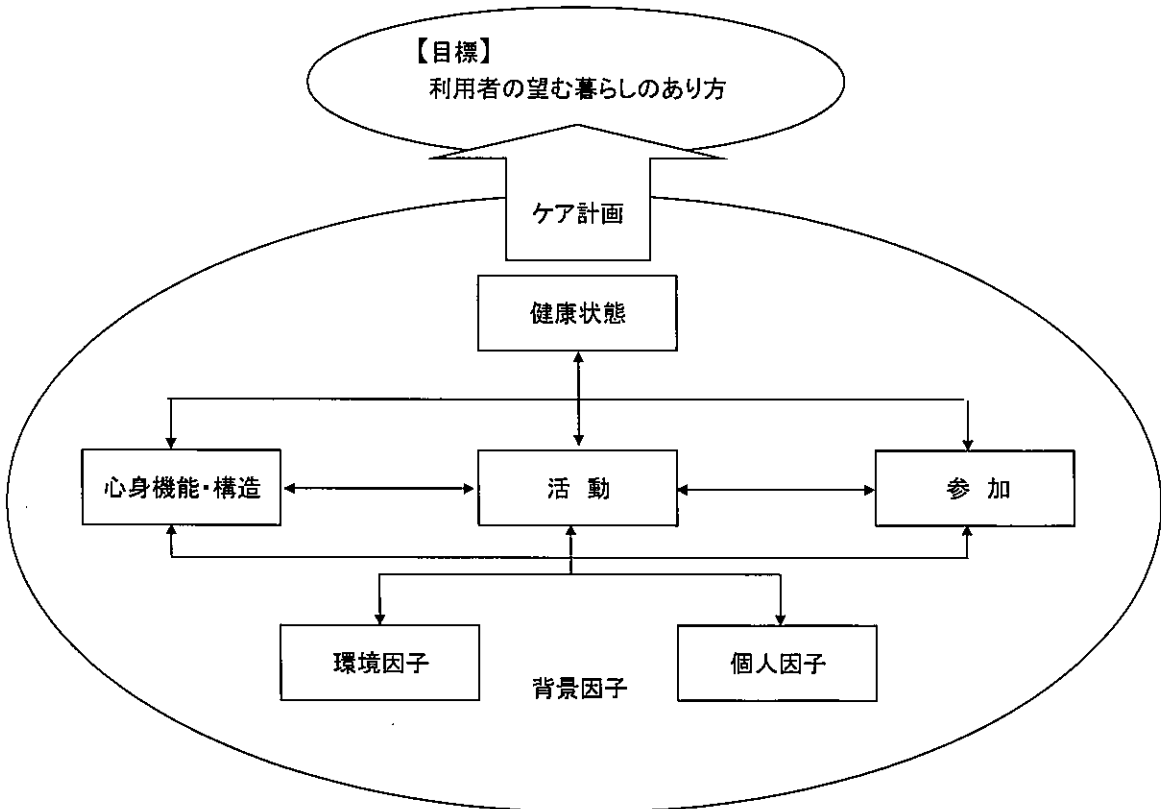 【目標】
利用者の望む暮らしのあり方
ケア計画
健康状態
心身機能・構造
活 動
参 加
環境因子
個人因子
背景因子